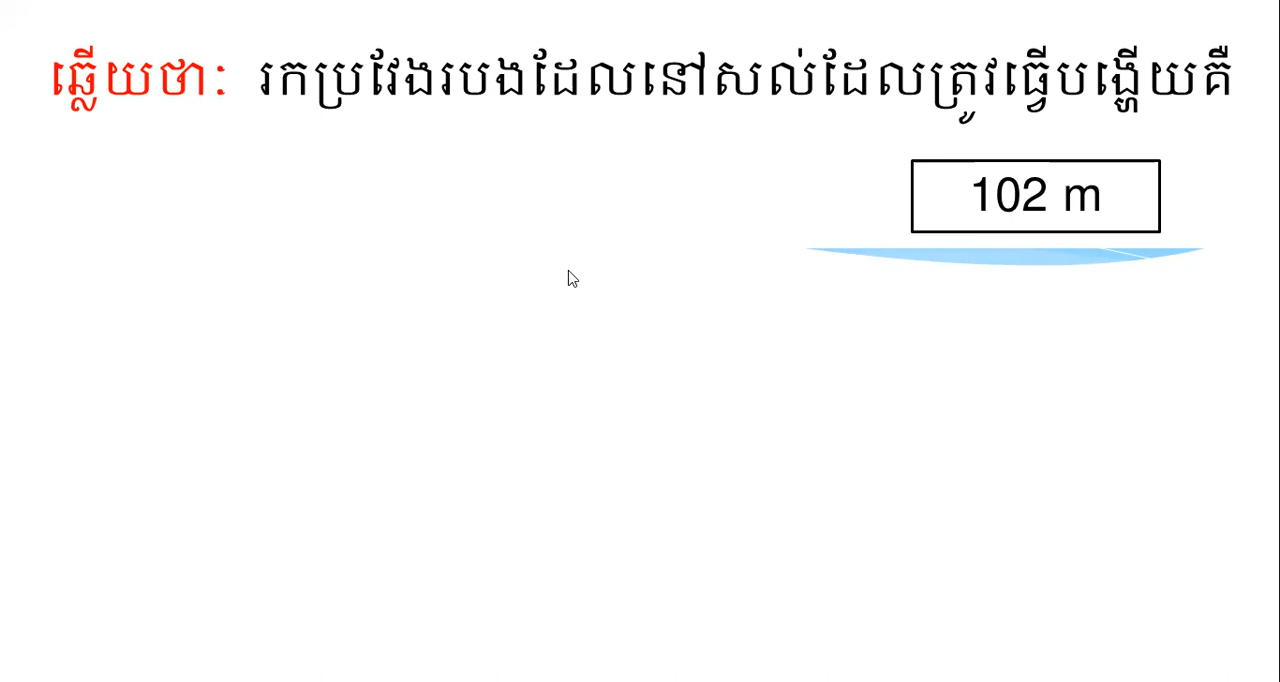 ឆ្លើយថា: រកប្រវែងរបងដែលនៅសល់ដែលត្រូវធ្វើបង្ហើយគឺ
102 m